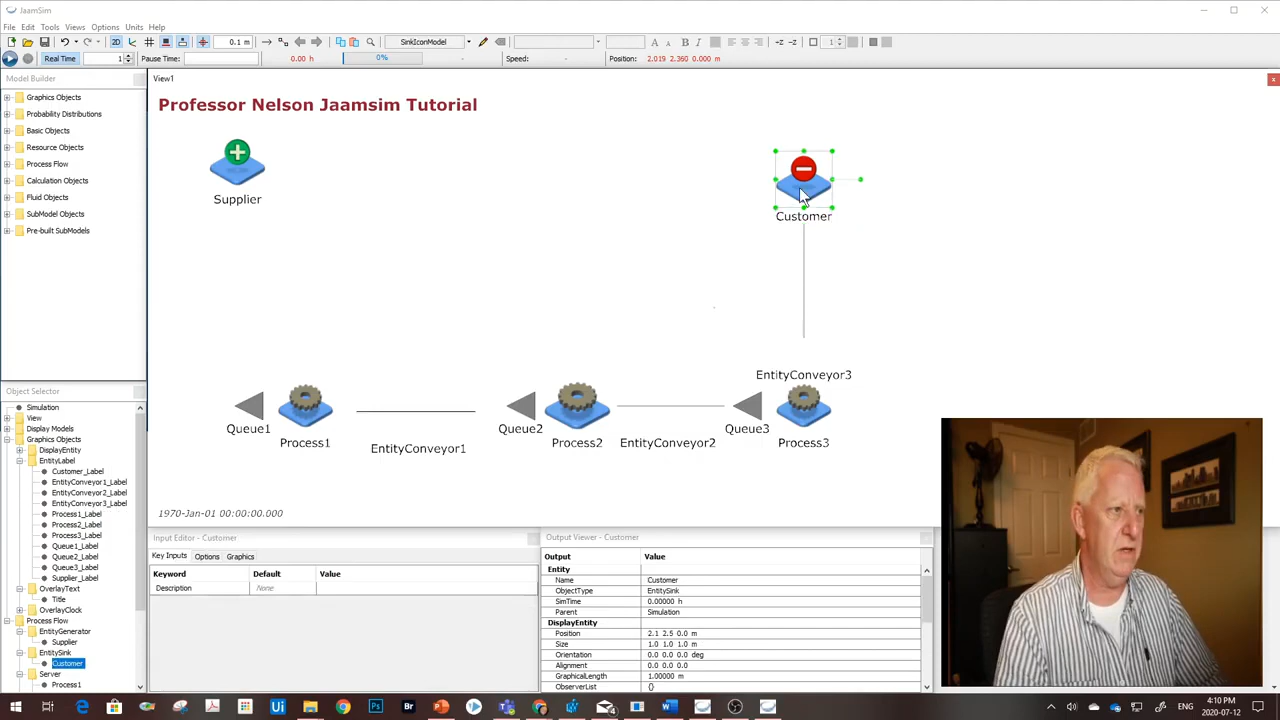 JaamSim
File Edit Tools Views Options Units Help
2D 0.1 m SinkIconModel A A B I 1
Real Time 1 Pause Time: 0.00 h 0% - Speed: - Position: 2.019 2.360 0.000 m
Model Builder
Graphics Objects
Probability Distributions
Basic Objects
Resource Objects
Process Flow
Calculation Objects
Fluid Objects
SubModel Objects
Pre-built SubModels
View1
Professor Nelson Jaamsim Tutorial
Supplier
Customer
EntityConveyor3
Queue1 Process1 EntityConveyor1 Queue2 Process2 EntityConveyor2 Queue3 Process3
1970-Jan-01 00:00:00.000
Object Selector
Simulation
View
Display Models
Graphics Objects
DisplayEntity
EntityLabel
Customer_Label
EntityConveyor1_Label
EntityConveyor2_Label
EntityConveyor3_Label
Process1_Label
Process2_Label
Process3_Label
Queue1_Label
Queue2_Label
Queue3_Label
Supplier_Label
OverlayText
Title
OverlayClock
Process Flow
EntityGenerator
Supplier
EntitySink
Customer
Server
Process1
Input Editor - Customer
Key Inputs Options Graphics
Keyword Default Value
Description None
Output Viewer - Customer
Output Value
Entity
Name Customer
ObjectType EntitySink
SimTime 0.00000 h
Parent Simulation
DisplayEntity
Position 2.1 2.5 0.0 m
Size 1.0 1.0 1.0 m
Orientation 0.0 0.0 0.0 deg
Alignment 0.0 0.0 0.0
GraphicalLength 1.00000 m
ObserverList {}
Ui Ps Br 4:10 PM
2020-07-12